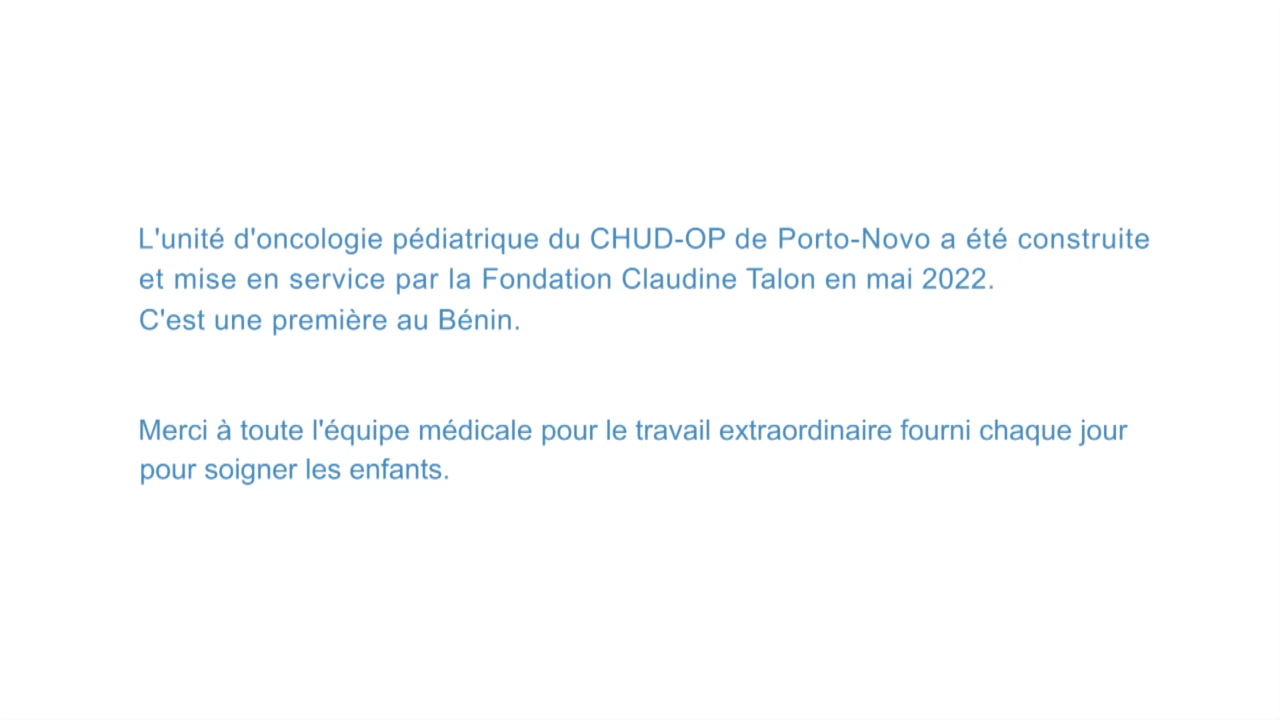 L'unité d'oncologie pédiatrique du CHUD-OP de Porto-Novo a été construite
et mise en service par la Fondation Claudine Talon en mai 2022.
C'est une première au Bénin.
Merci à toute l'équipe médicale pour le travail extraordinaire fourni chaque jour
pour soigner les enfants.